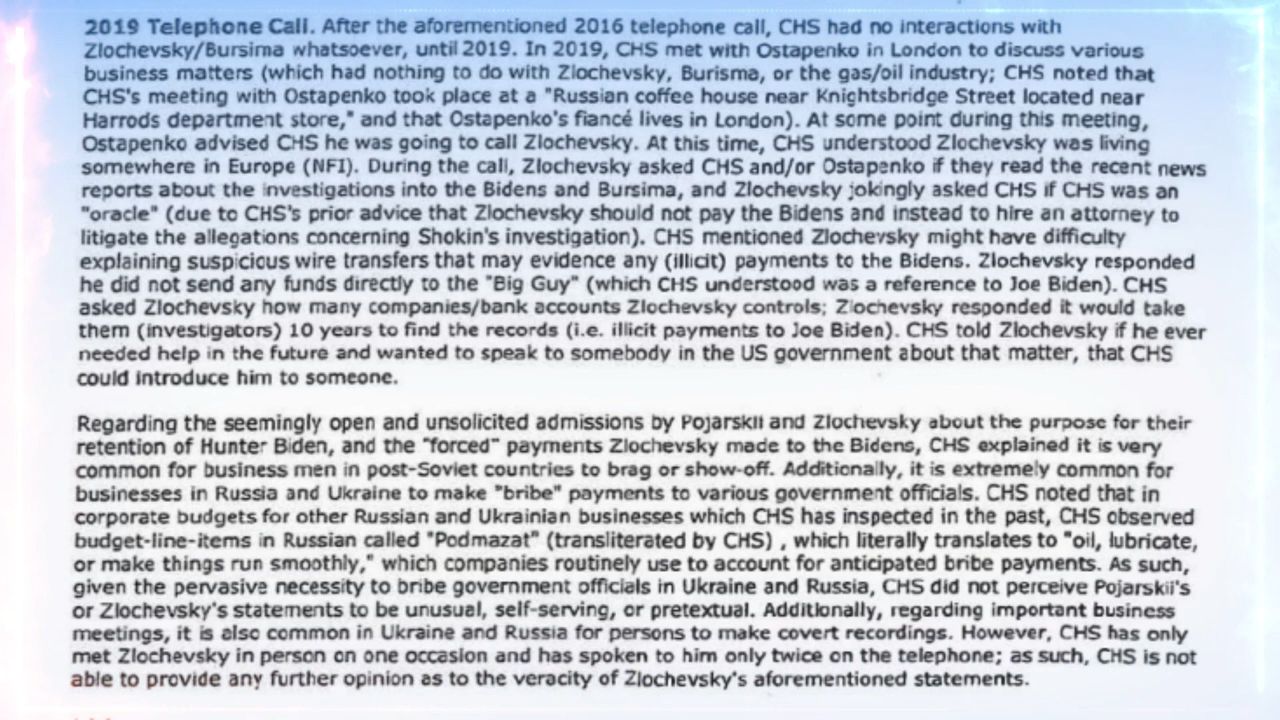 2019 Telephone Call. After the aforementioned 2016 telephone call, CHS had no interactions with
Zlochevsky/Bursima whatsoever, until 2019. In 2019, CHS met with Ostapenko in London to discuss various
business matters (which had nothing to do with Zlochevsky, Burisma, or the gas/oil industry; CHS noted that
CHS's meeting with Ostapenko took place at a "Russian coffee house near Knightsbridge Street located near
Harrods department store," and that Ostapenko's fiancé lives in London). At some point during this meeting,
Ostapenko advised CHS he was going to call Zlochevsky. At this time, CHS understood Zlochevsky was living
somewhere in Europe (NFI). During the call, Zlochevsky asked CHS and/or Ostapenko if they read the recent news
reports about the investigations into the Bidens and Bursima, and Zlochevsky jokingly asked CHS if CHS was an
"oracle" (due to CHS's prior advice that Zlochevsky should not pay the Bidens and instead to hire an attorney to
litigate the allegations concerning Shokin's investigation). CHS mentioned Zlochevsky might have difficulty
explaining suspicious wire transfers that may evidence any (illicit) payments to the Bidens. Zlochevsky responded
he did not send any funds directly to the "Big Guy" (which CHS understood was a reference to Joe Biden). CHS
asked Zlochevsky how many companies/bank accounts Zlochevsky controls; Zlochevsky responded it would take
them (investigators) 10 years to find the records (i.e. illicit payments to Joe Biden). CHS told Zlochevsky if he ever
needed help in the future and wanted to speak to somebody in the US government about that matter, that CHS
could introduce him to someone.
Regarding the seemingly open and unsolicited admissions by Pojarskii and Zlochevsky about the purpose for their
retention of Hunter Biden, and the "forced" payments Zlochevsky made to the Bidens, CHS explained it is very
common for business men in post-Soviet countries to brag or show-off. Additionally, it is extremely common for
businesses in Russia and Ukraine to make "bribe" payments to various government officials. CHS noted that in
corporate budgets for other Russian and Ukrainian businesses which CHS has inspected in the past, CHS observed
budget-line-items in Russian called "Podmazat" (transliterated by CHS) , which literally translates to "oil, lubricate,
or make things run smoothly," which companies routinely use to account for anticipated bribe payments. As such,
given the pervasive necessity to bribe government officials in Ukraine and Russia, CHS did not perceive Pojarskii's
or Zlochevsky's statements to be unusual, self-serving, or pretextual. Additionally, regarding important business
meetings, it is also common in Ukraine and Russia for persons to make covert recordings. However, CHS has only
met Zlochevsky in person on one occasion and has spoken to him only twice on the telephone; as such, CHS is not
able to provide any further opinion as to the veracity of Zlochevsky's aforementioned statements.